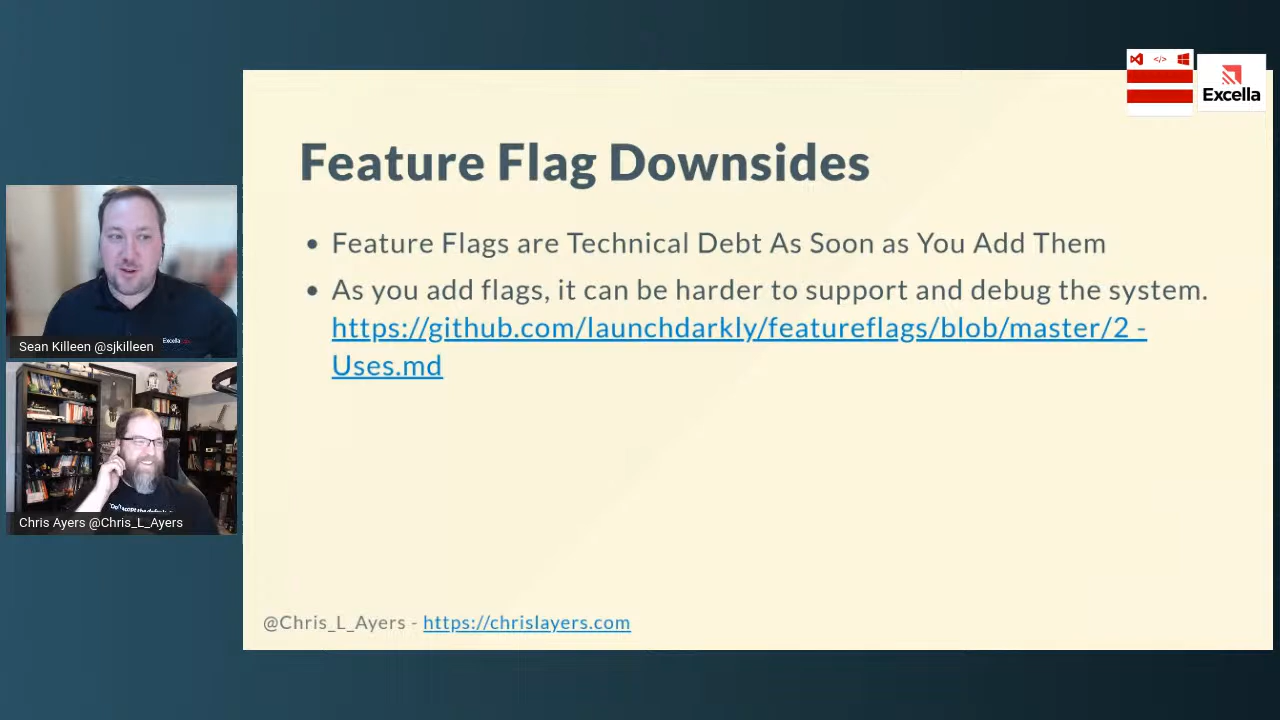 </>
Excella
Feature Flag Downsides
• Feature Flags are Technical Debt As Soon as You Add Them
• As you add flags, it can be harder to support and debug the system.
https://github.com/launchdarkly/featureflags/blob/master/2 -
Uses.md
Excella
Sean Killeen @sjkilleen
Chris Ayers @Chris_L_Ayers
@Chris_L_Ayers - https://chrislayers.com